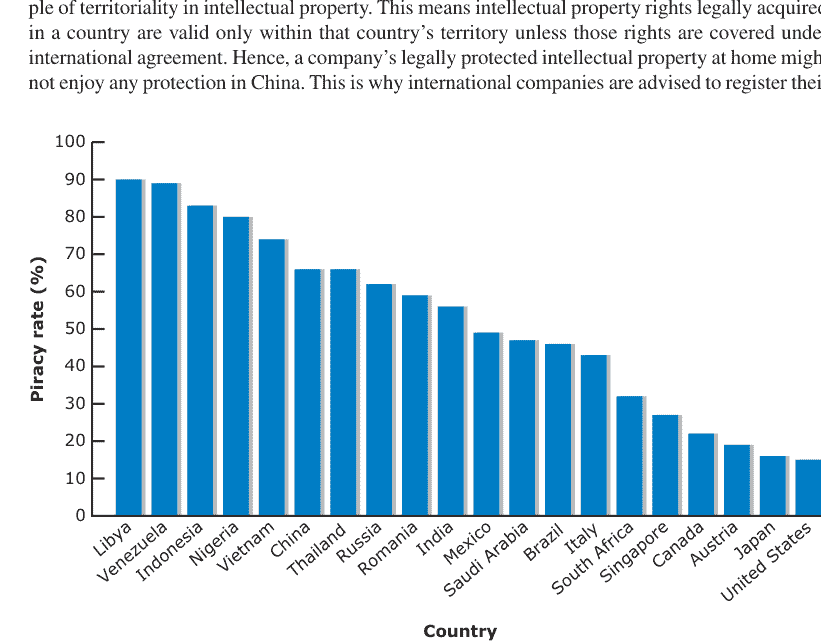 ple of territoriality in intellectual property. This means intellectual property rights legally acquired
in a country are valid only within that country's territory unless those rights are covered unde
international agreement. Hence, a company's legally protected intellectual property at home migh
not enjoy any protection in China. This is why international companies are advised to register thei
100
90
80
70
60
50
40
30
20
10
0
Piracy rate (%)
Libya
Venezuela
Indonesia
Nigeria
Vietnam
China
Thailand
Russia
Romania
India
Mexico
Saudi Arabia
Brazil
Italy
South Africa
Singapore
Canada
Austria
Japan
United States
Country